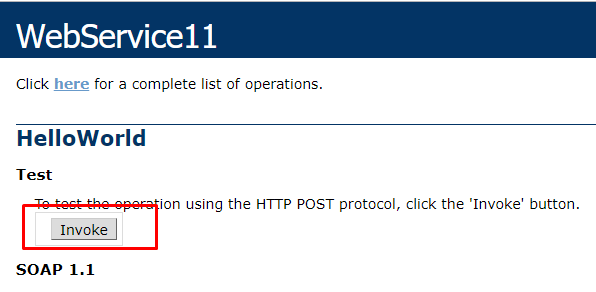 WebService11
Click here for a complete list of operations.
HelloWorld
Test
To test the operation using the HTTP POST protocol, click the 'Invoke' button.
Invoke
SOAP 1.1